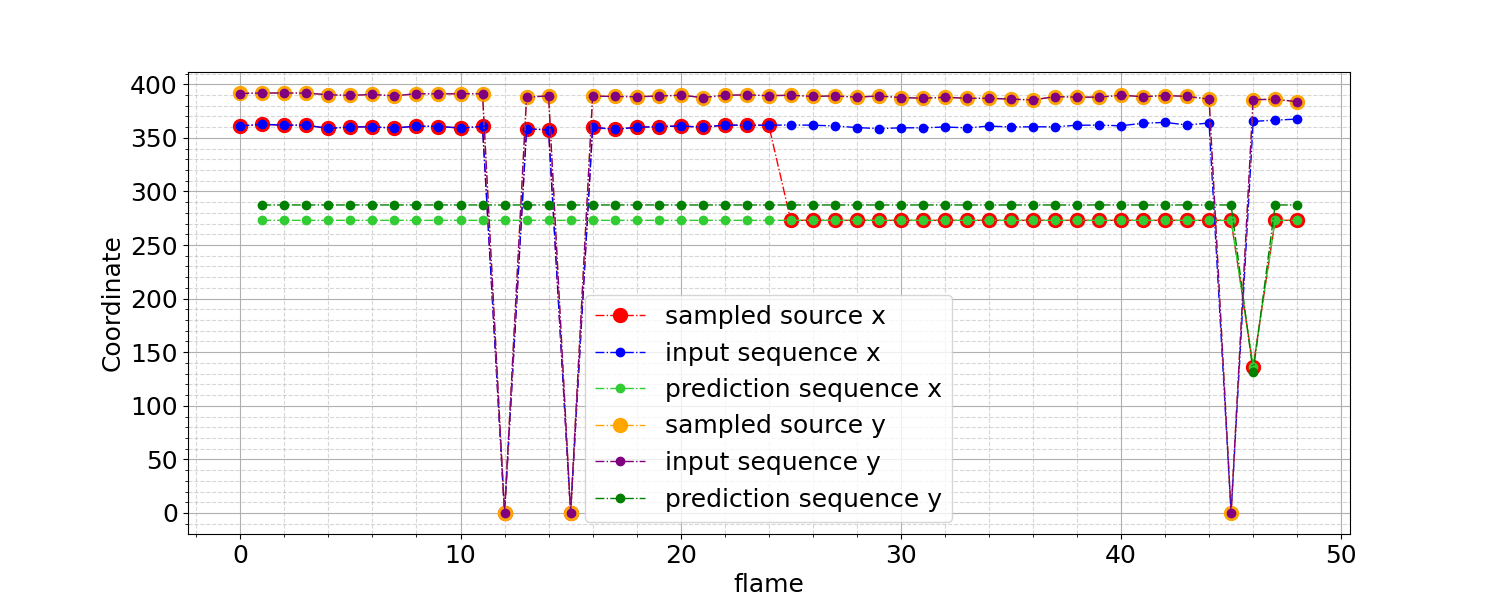 400
350
300
250
200
150
100
50
0
Coordinate
sampled source x
input sequence x
prediction sequence x
sampled source y
input sequence y
prediction sequence y
0 10 20 30 40 50
flame